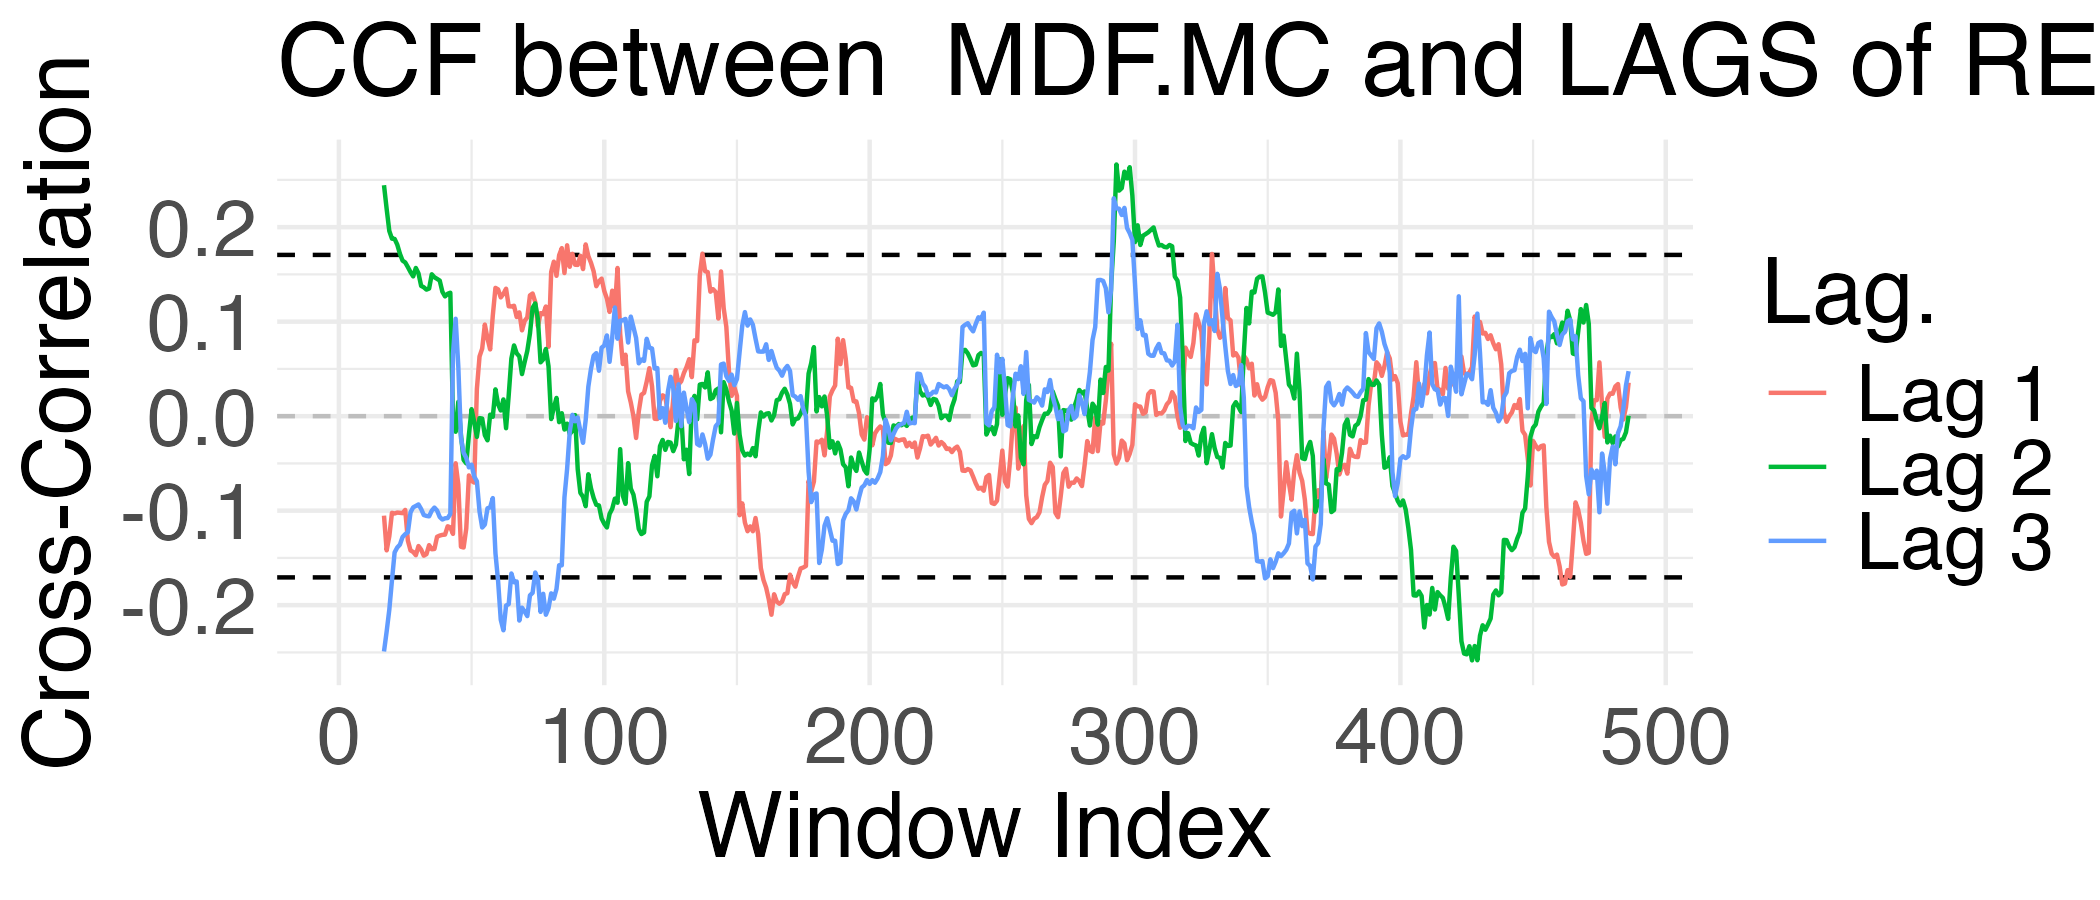 CCF between  MDF.MC and LAGS of RE
Cross-Correlation
0.2
0.1
0.0
-0.1
-0.2
0 100 200 300 400 500
Window Index
Lag.
Lag 1
Lag 2
Lag 3